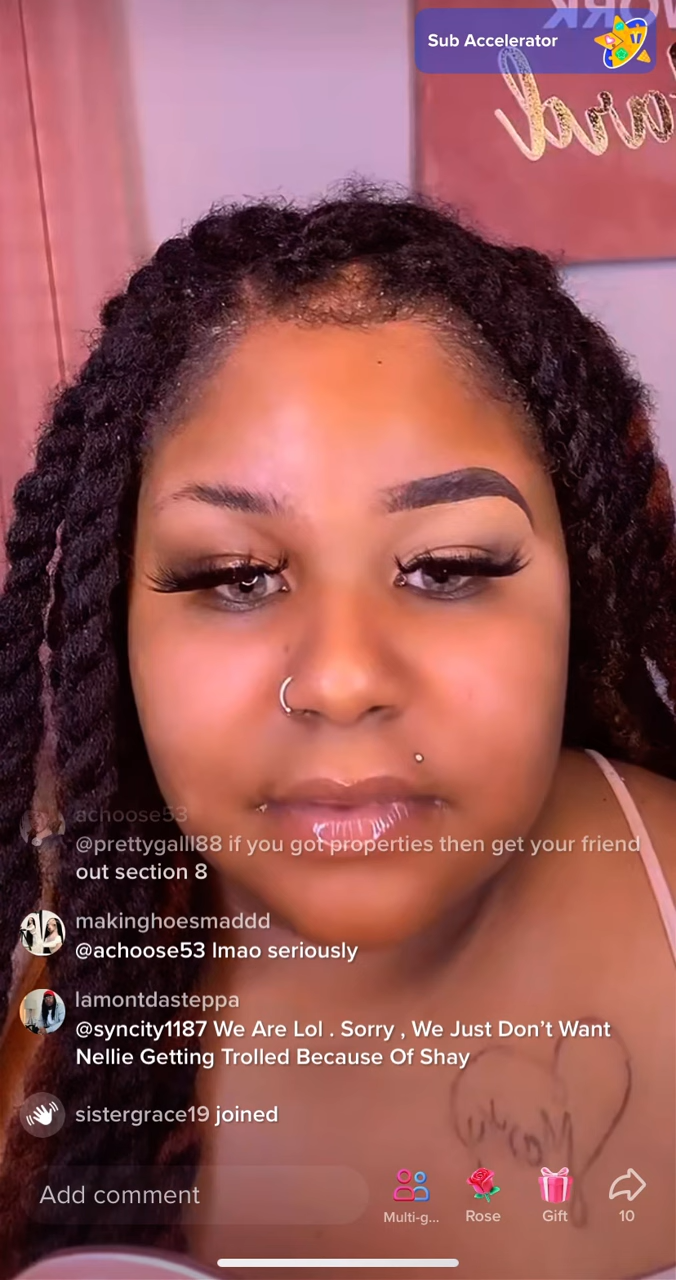 Sub Accelerator
achoose53
@prettygalll88 if you got properties then get your friend
out section 8
makinghoesmaddd
@achoose53 lmao seriously
lamontdasteppa
@syncity1187 We Are Lol . Sorry , We Just Don’t Want
Nellie Getting Trolled Because Of Shay
sistergrace19 joined
Add comment
Multi-g...
Rose
Gift
10